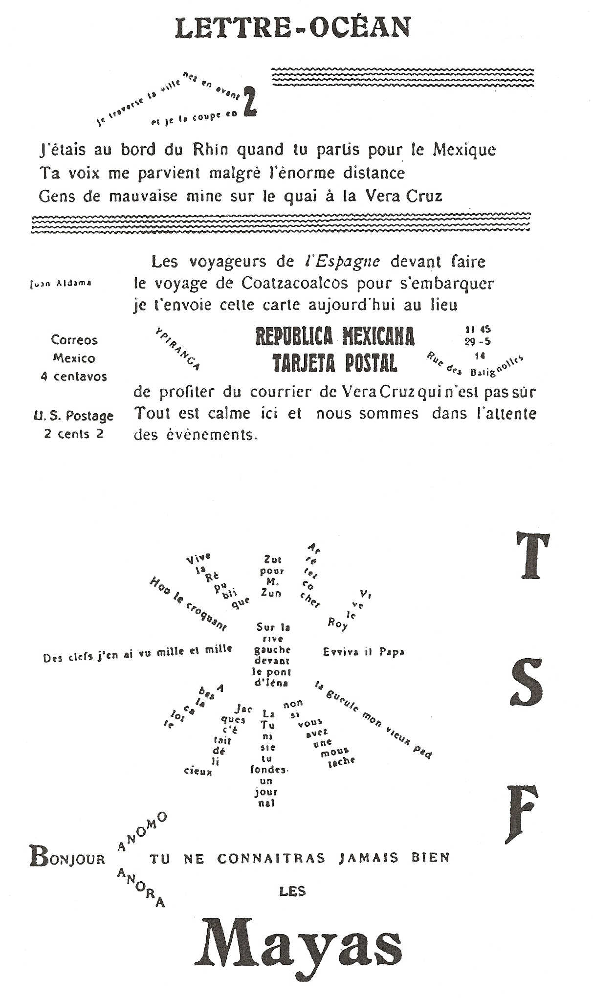 LETTRE-OCÉAN
je traverse la ville nez en avant
et je la coupe en 2
J'étais au bord du Rhin quand tu partis pour le Mexique
Ta voix me parvient malgré l'énorme distance
Gens de mauvaise mine sur le quai à la Vera Cruz
Juan Aldama
Les voyageurs de l'Espagne devant faire
le voyage de Coatzacoalcos pour s'embarquer
je t'envoie cette carte aujourd'hui au lieu
Correos
Mexico
4 centavos
YPIRANGA
REPUBLICA MEXICANA
TARJETA POSTAL
11 45
29-5
14
Rue des Batignolles
U. S. Postage
2 cents 2
de profiter du courrier de Vera Cruz qui n'est pas sûr
Tout est calme ici et nous sommes dans l'attente
des événements.
T
S
F
Des clefs j'en ai vu mille et mille
Hou le croquant
Vive
la
Ré
pu
bli
que
Zut
pour
M.
Zun
Ar
rê
tez
co
cher
Vi
ve
le
Roy
Evviva il Papa
Sur la
rive
gauche
devant
le pont
d'Iéna
ta gueule mon vieux pad
non
si
vous
avez
une
mous
tache
La
Tu
ni
sie
tu
fondes
un
jour
nal
Jac
ques
c'é
tait
dé
li
cieux
A
bas
la
ca
lot
te
BONJOUR
ANOMO
ANORA
TU NE CONNAITRAS JAMAIS BIEN
LES
Mayas